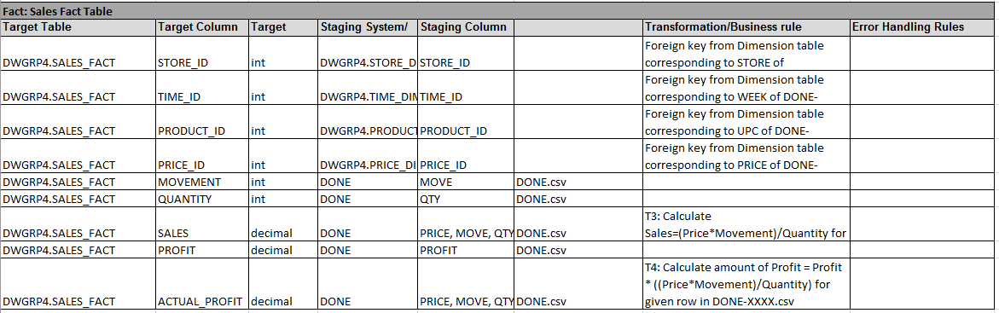 Fact: Sales Fact Table
Target Table Target Column Target Staging System/ Staging Column Transformation/Business rule Error Handling Rules
Foreign key from Dimension table
DWGRP4.SALES_FACT STORE_ID int DWGRP4.STORE_D STORE_ID corresponding to STORE of
Foreign key from Dimension table
DWGRP4.SALES_FACT TIME_ID int DWGRP4.TIME_DIM TIME_ID corresponding to WEEK of DONE-
Foreign key from Dimension table
DWGRP4.SALES_FACT PRODUCT_ID int DWGRP4.PRODUCT PRODUCT_ID corresponding to UPC of DONE-
Foreign key from Dimension table
DWGRP4.SALES_FACT PRICE_ID int DWGRP4.PRICE_DI PRICE_ID corresponding to PRICE of DONE-
DWGRP4.SALES_FACT MOVEMENT int DONE MOVE DONE.csv
DWGRP4.SALES_FACT QUANTITY int DONE QTY DONE.csv
T3: Calculate
DWGRP4.SALES_FACT SALES decimal DONE PRICE, MOVE, QTY DONE.csv Sales=(Price*Movement)/Quantity for
DWGRP4.SALES_FACT PROFIT decimal DONE PROFIT DONE.csv
T4: Calculate amount of Profit = Profit
* ((Price*Movement)/Quantity) for
DWGRP4.SALES_FACT ACTUAL_PROFIT decimal DONE PRICE, MOVE, QTY DONE.csv given row in DONE-XXXX.csv